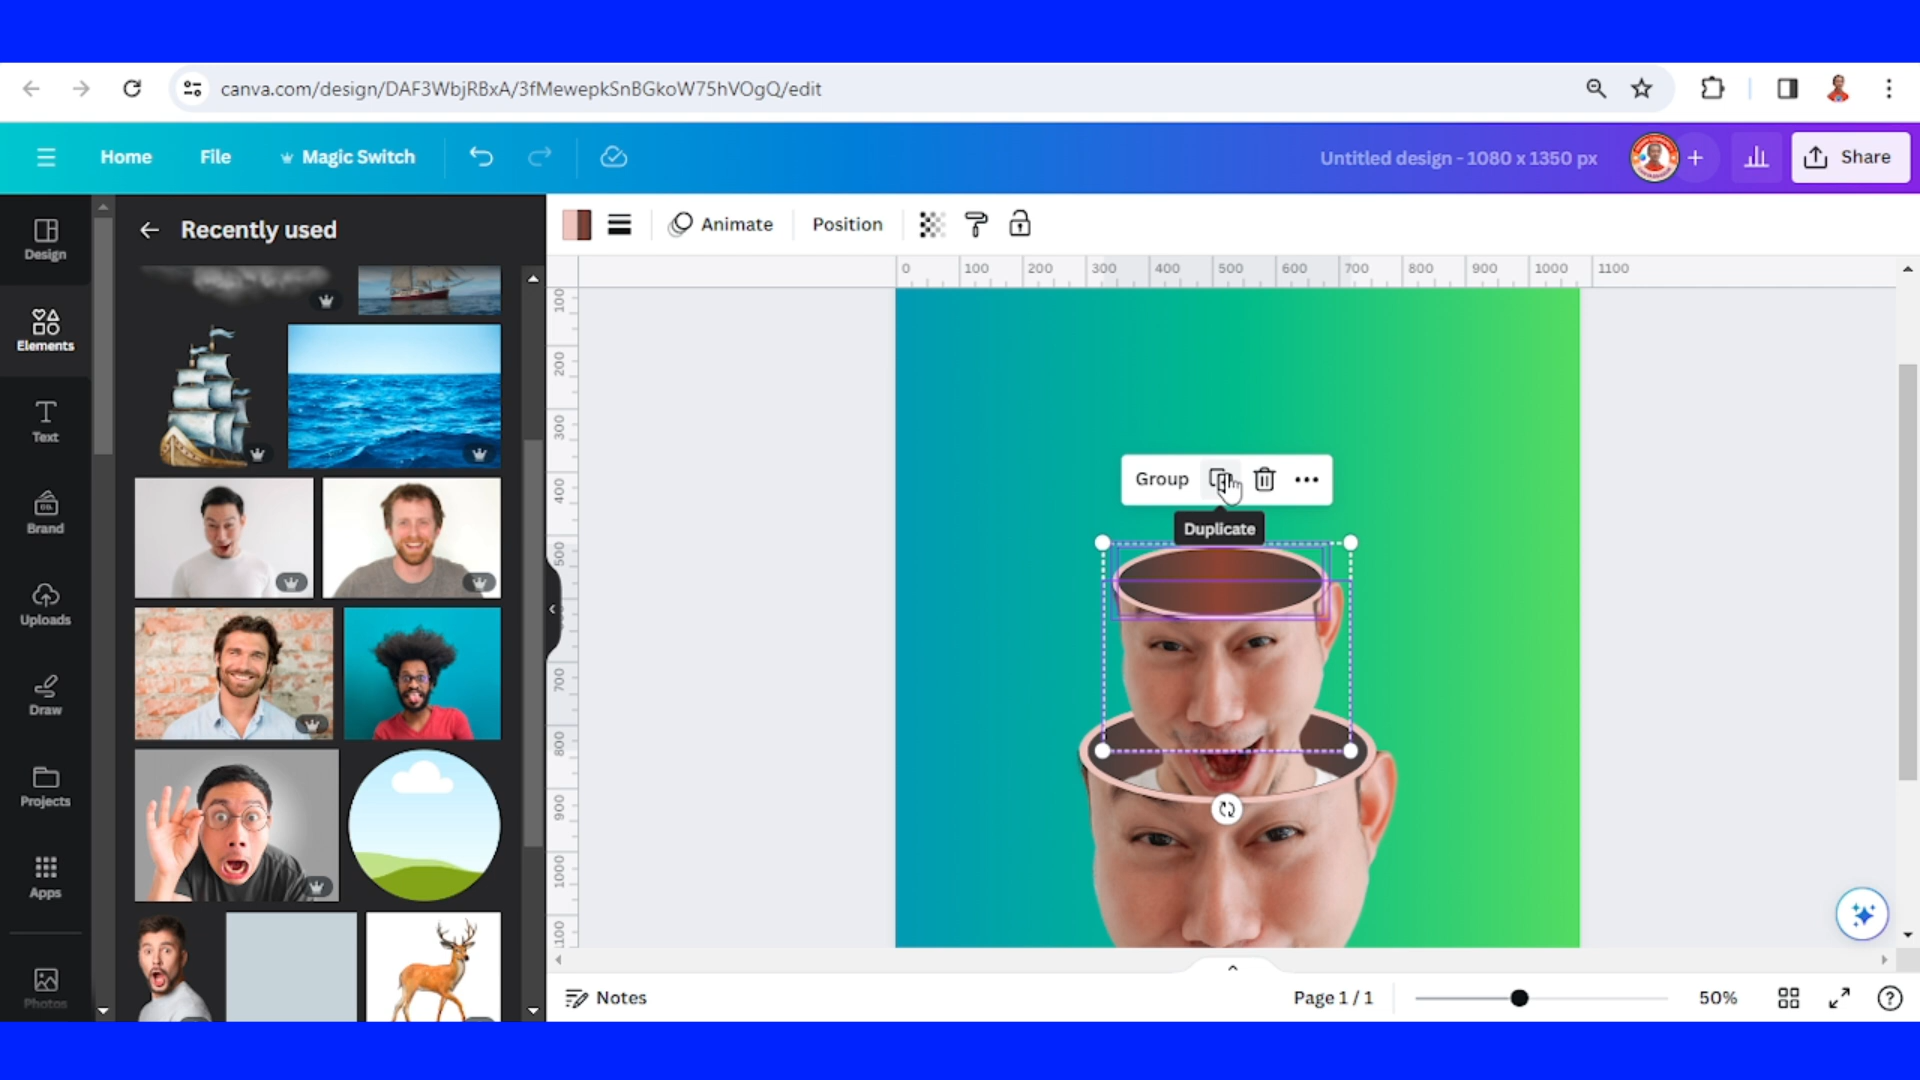 canva.com/design/DAF3WbjRBxA/3fMewepkSnBGkoW75hVOgQ/edit
Home File Magic Switch Untitled design - 1080 x 1350 px Share
Design
Elements
Text
Brand
Uploads
Draw
Projects
Apps
Photos
Recently used
Animate Position
0 100 200 300 400 500 600 700 800 900 1000 1100
100
200
300
400
500
700
800
900
1000
Group
Duplicate
Notes Page 1 / 1 50%